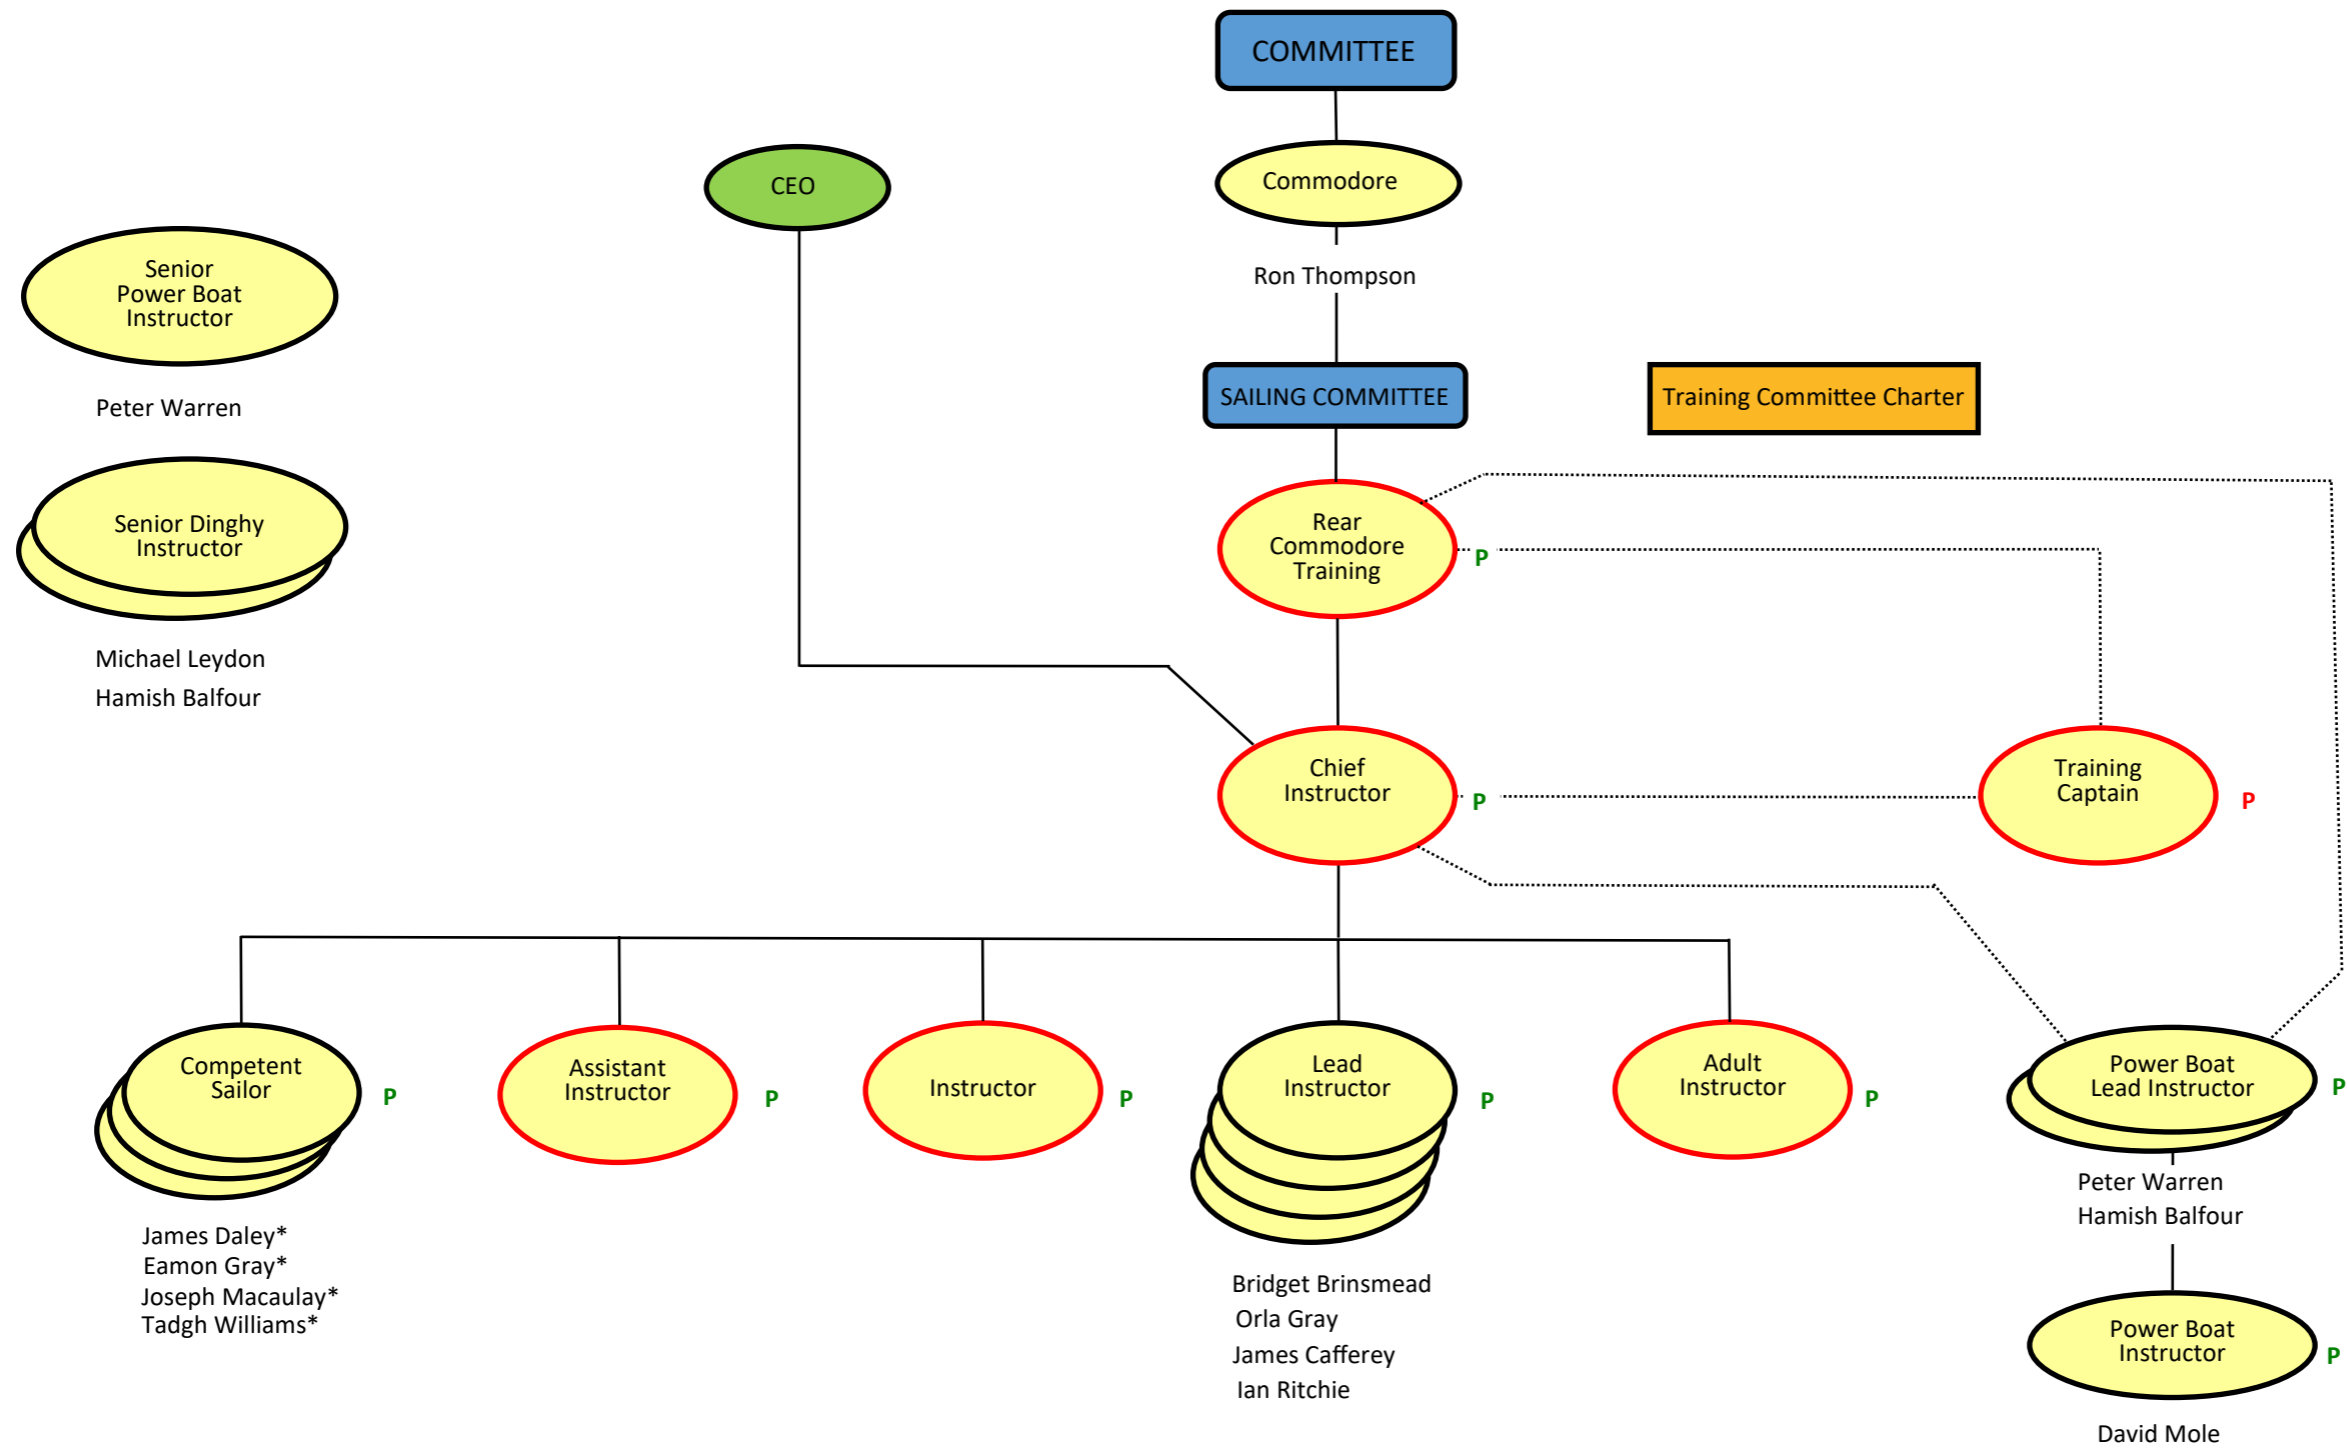 COMMITTEE
CEO
Commodore
Ron Thompson
Senior
Power Boat
Instructor
Peter Warren
SAILING COMMITTEE
Training Committee Charter
Senior Dinghy
Instructor
Michael Leydon
Hamish Balfour
Rear
Commodore
Training
P
Chief
Instructor
P
Training
Captain
P
Competent
Sailor
P
James Daley*
Eamon Gray*
Joseph Macaulay*
Tadgh Williams*
Assistant
Instructor
P
Instructor
P
Lead
Instructor
P
Bridget Brinsmead
Orla Gray
James Cafferey
Ian Ritchie
Adult
Instructor
P
Power Boat
Lead Instructor
P
Peter Warren
Hamish Balfour
Power Boat
Instructor
P
David Mole